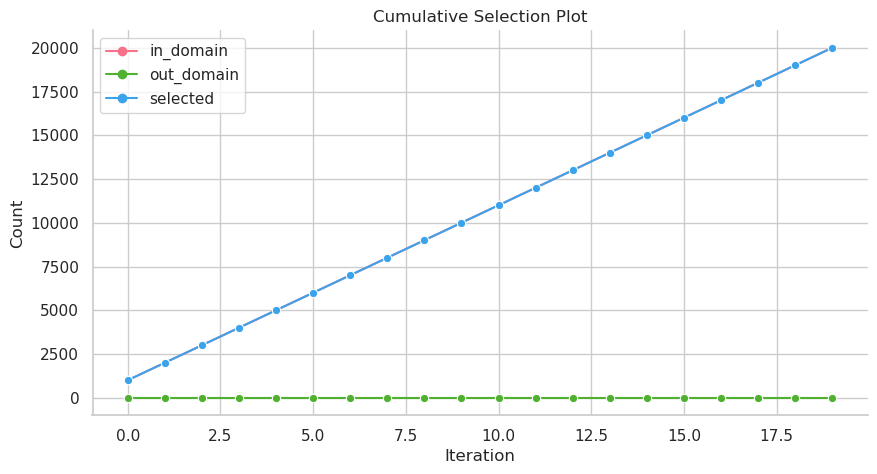 Cumulative Selection Plot
in_domain
out_domain
selected
20000
17500
15000
12500
10000
7500
5000
2500
0
Count
0.0 2.5 5.0 7.5 10.0 12.5 15.0 17.5
Iteration